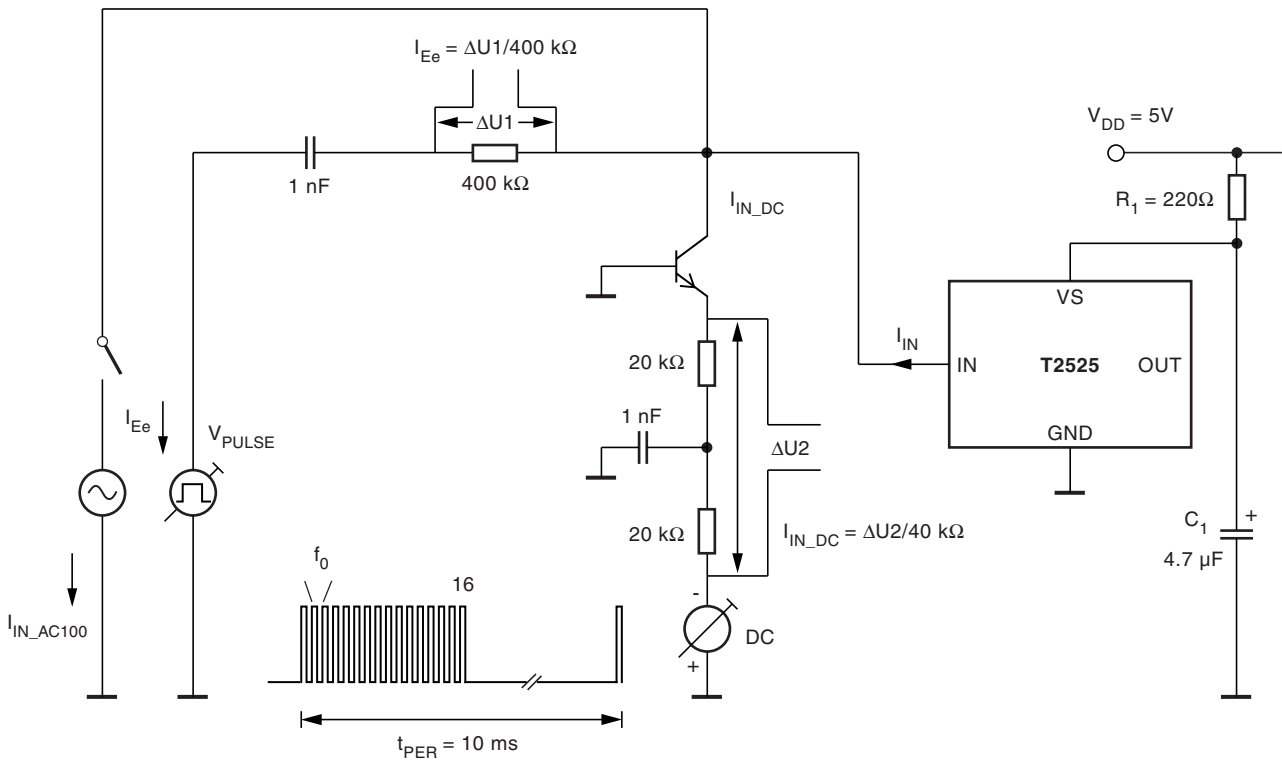 I_Ee = ΔU1/400 kΩ
ΔU1
V_DD = 5V
1 nF
400 kΩ
R_1 = 220Ω
I_IN_DC
VS
I_IN
IN
T2525
OUT
20 kΩ
I_Ee
1 nF
V_PULSE
GND
ΔU2
C_1
+
20 kΩ
I_IN_DC = ΔU2/40 kΩ
4.7 µF
f_0
16
-
I_IN_AC100
DC
+
t_PER = 10 ms